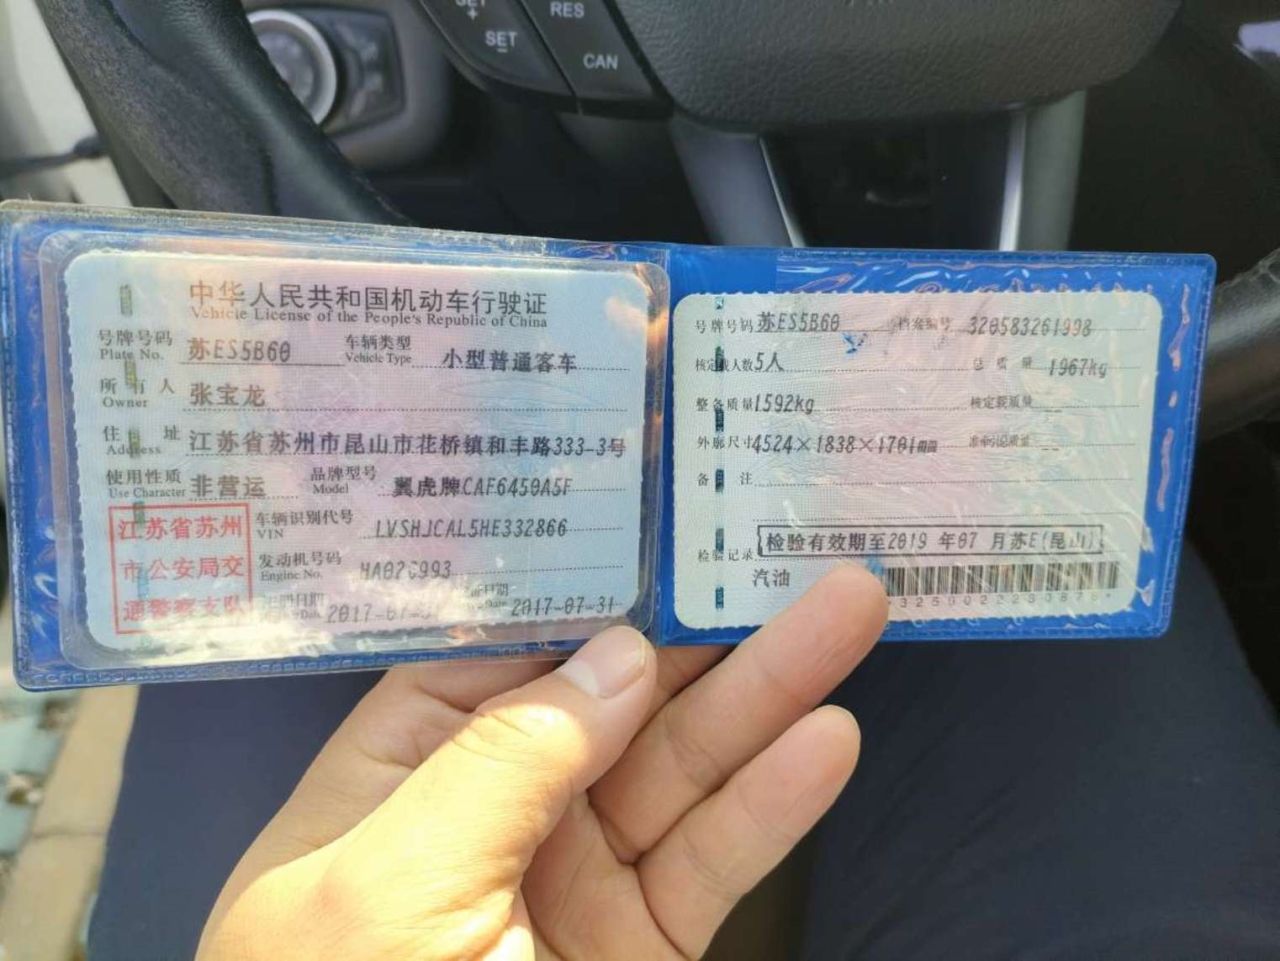 SET
+
RES
SET
-
CAN
中华人民共和国机动车行驶证
Vehicle License of the People's Republic of China
号牌号码 苏ES5B60 车辆类型 小型普通客车
Plate No. Vehicle Type
所有人 张宝龙
Owner
住址 江苏省苏州市昆山市花桥镇和丰路333-3号
Address
使用性质 非营运 品牌型号 翼虎牌CAF6450A5F
Use Character Model
江苏省苏州
市公安局交
通警察支队
车辆识别代号 LVSHJCAL5HE332866
VIN
发动机号码
Engine No.
2017-07-31
号牌号码 苏ES5B60 档案编号 320583261998
核定载人数 5人 总质量 1967kg
整备质量 1592kg 核定载质量 --
外廓尺寸 4524×1838×1701mm 准牵引总质量 --
备注
检验记录 检验有效期至2019 年07 月苏E(昆山)
汽油